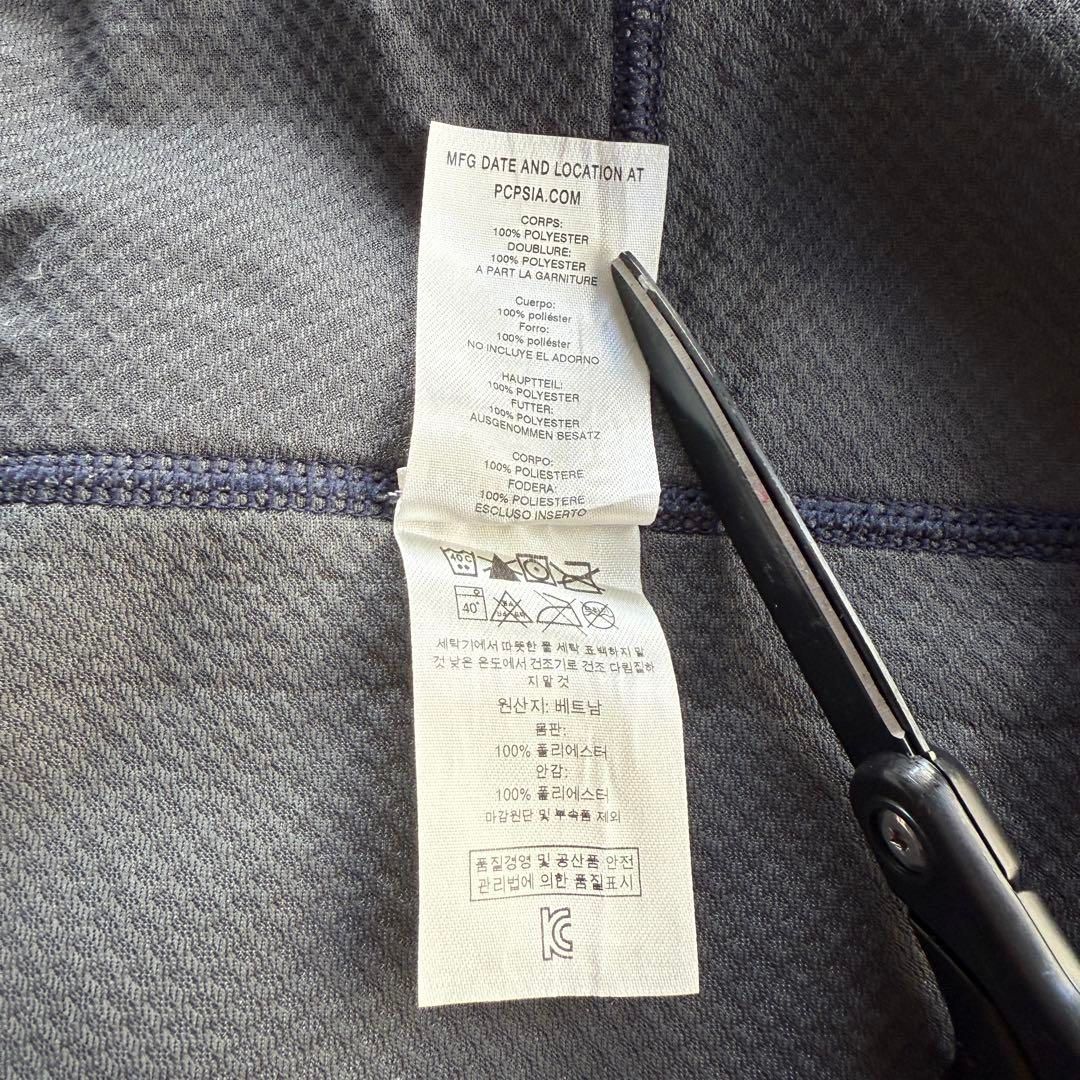 MFG DATE AND LOCATION AT
PCPSIA.COM
CORPS:
100% POLYESTER
DOUBLURE:
100% POLYESTER
A PART LA GARNITURE
Cuerpo:
100% poliéster
Forro:
100% poliéster
NO INCLUYE EL ADORNO
HAUPTTEIL:
100% POLYESTER
FUTTER:
100% POLYESTER
AUSGENOMMEN BESATZ
CORPO:
100% POLIESTERE
FODERA:
100% POLIESTERE
ESCLUSO INSERTO
40C
40°
세탁기에서 따뜻한 물 세탁 표백하지 말
것 낮은 온도에서 건조기로 건조 다림질하
지 말 것
원산지: 베트남
몸판:
100% 폴리에스터
안감:
100% 폴리에스터
마감원단 및 부속품 제외
품질경영 및 공산품 안전
관리법에 의한 품질표시
KC